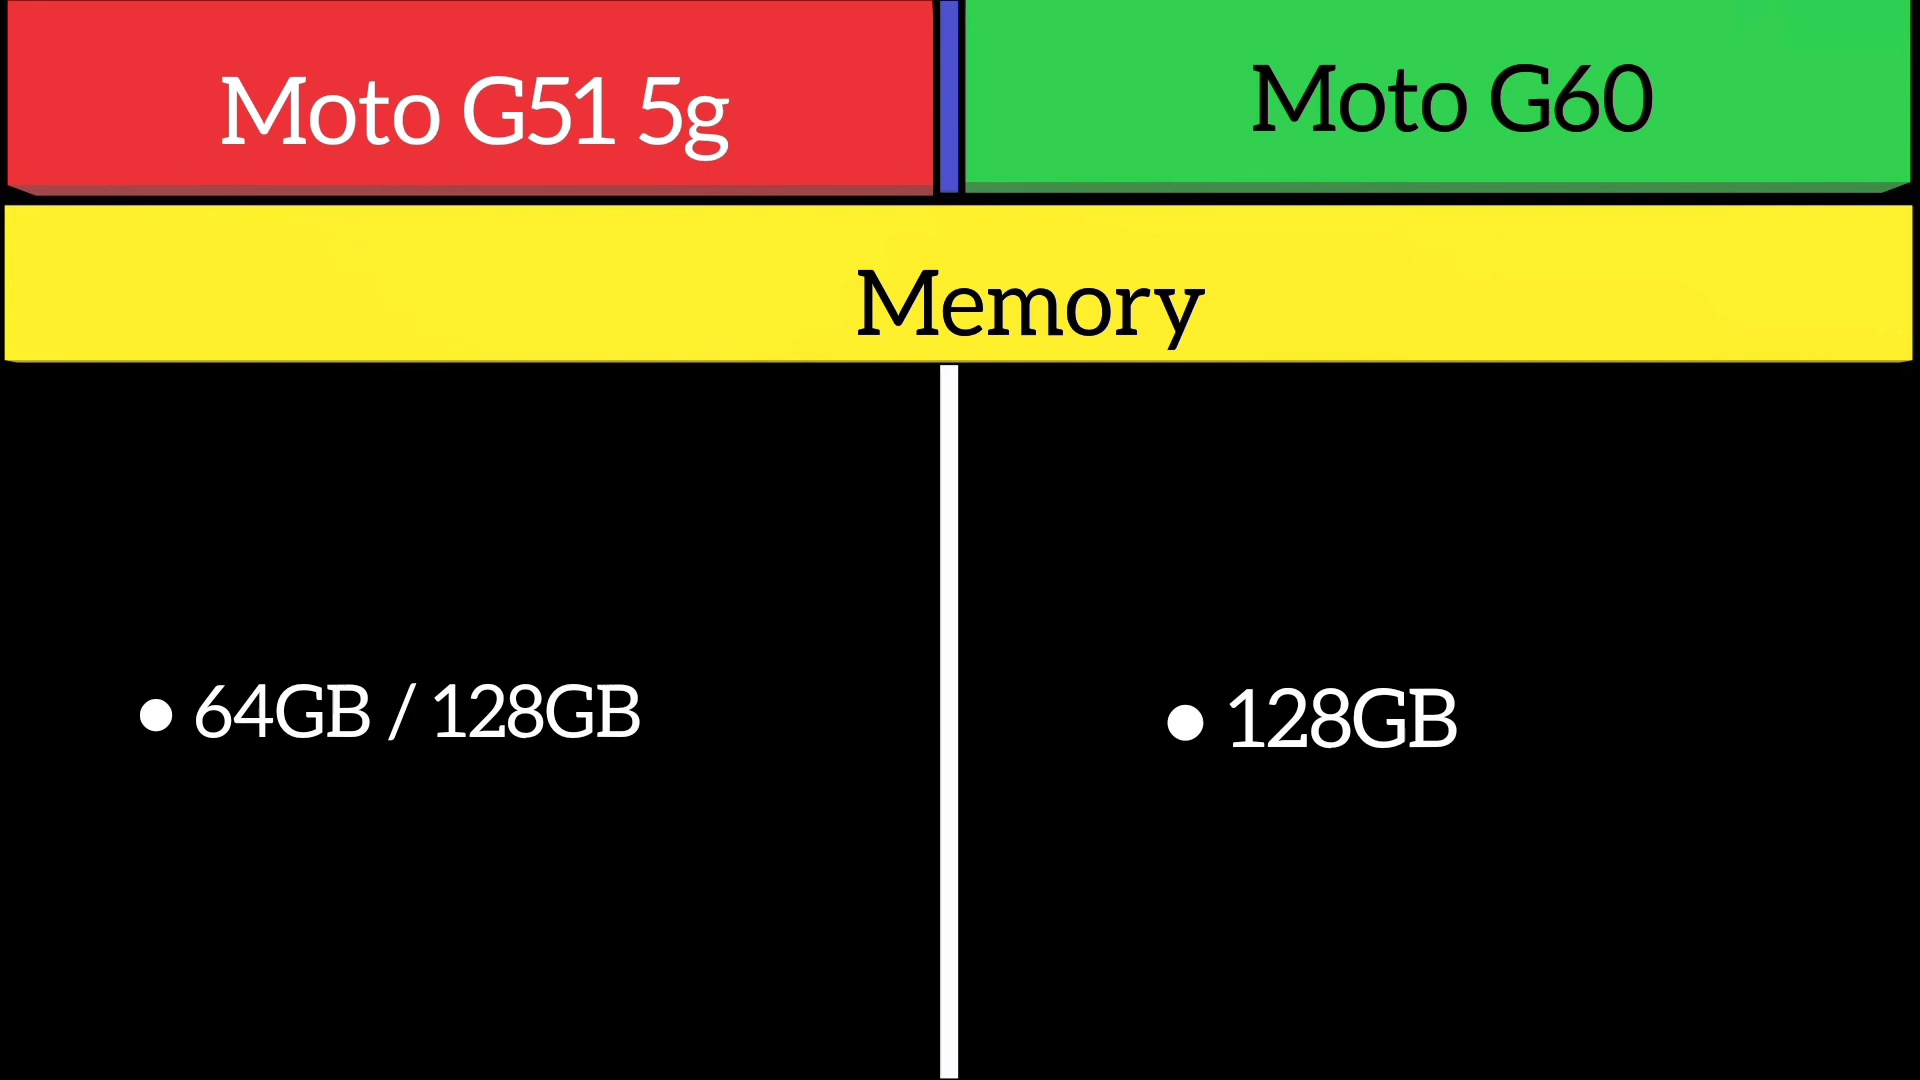 Moto G51 5g
Moto G60
Memory
● 64GB / 128GB
● 128GB